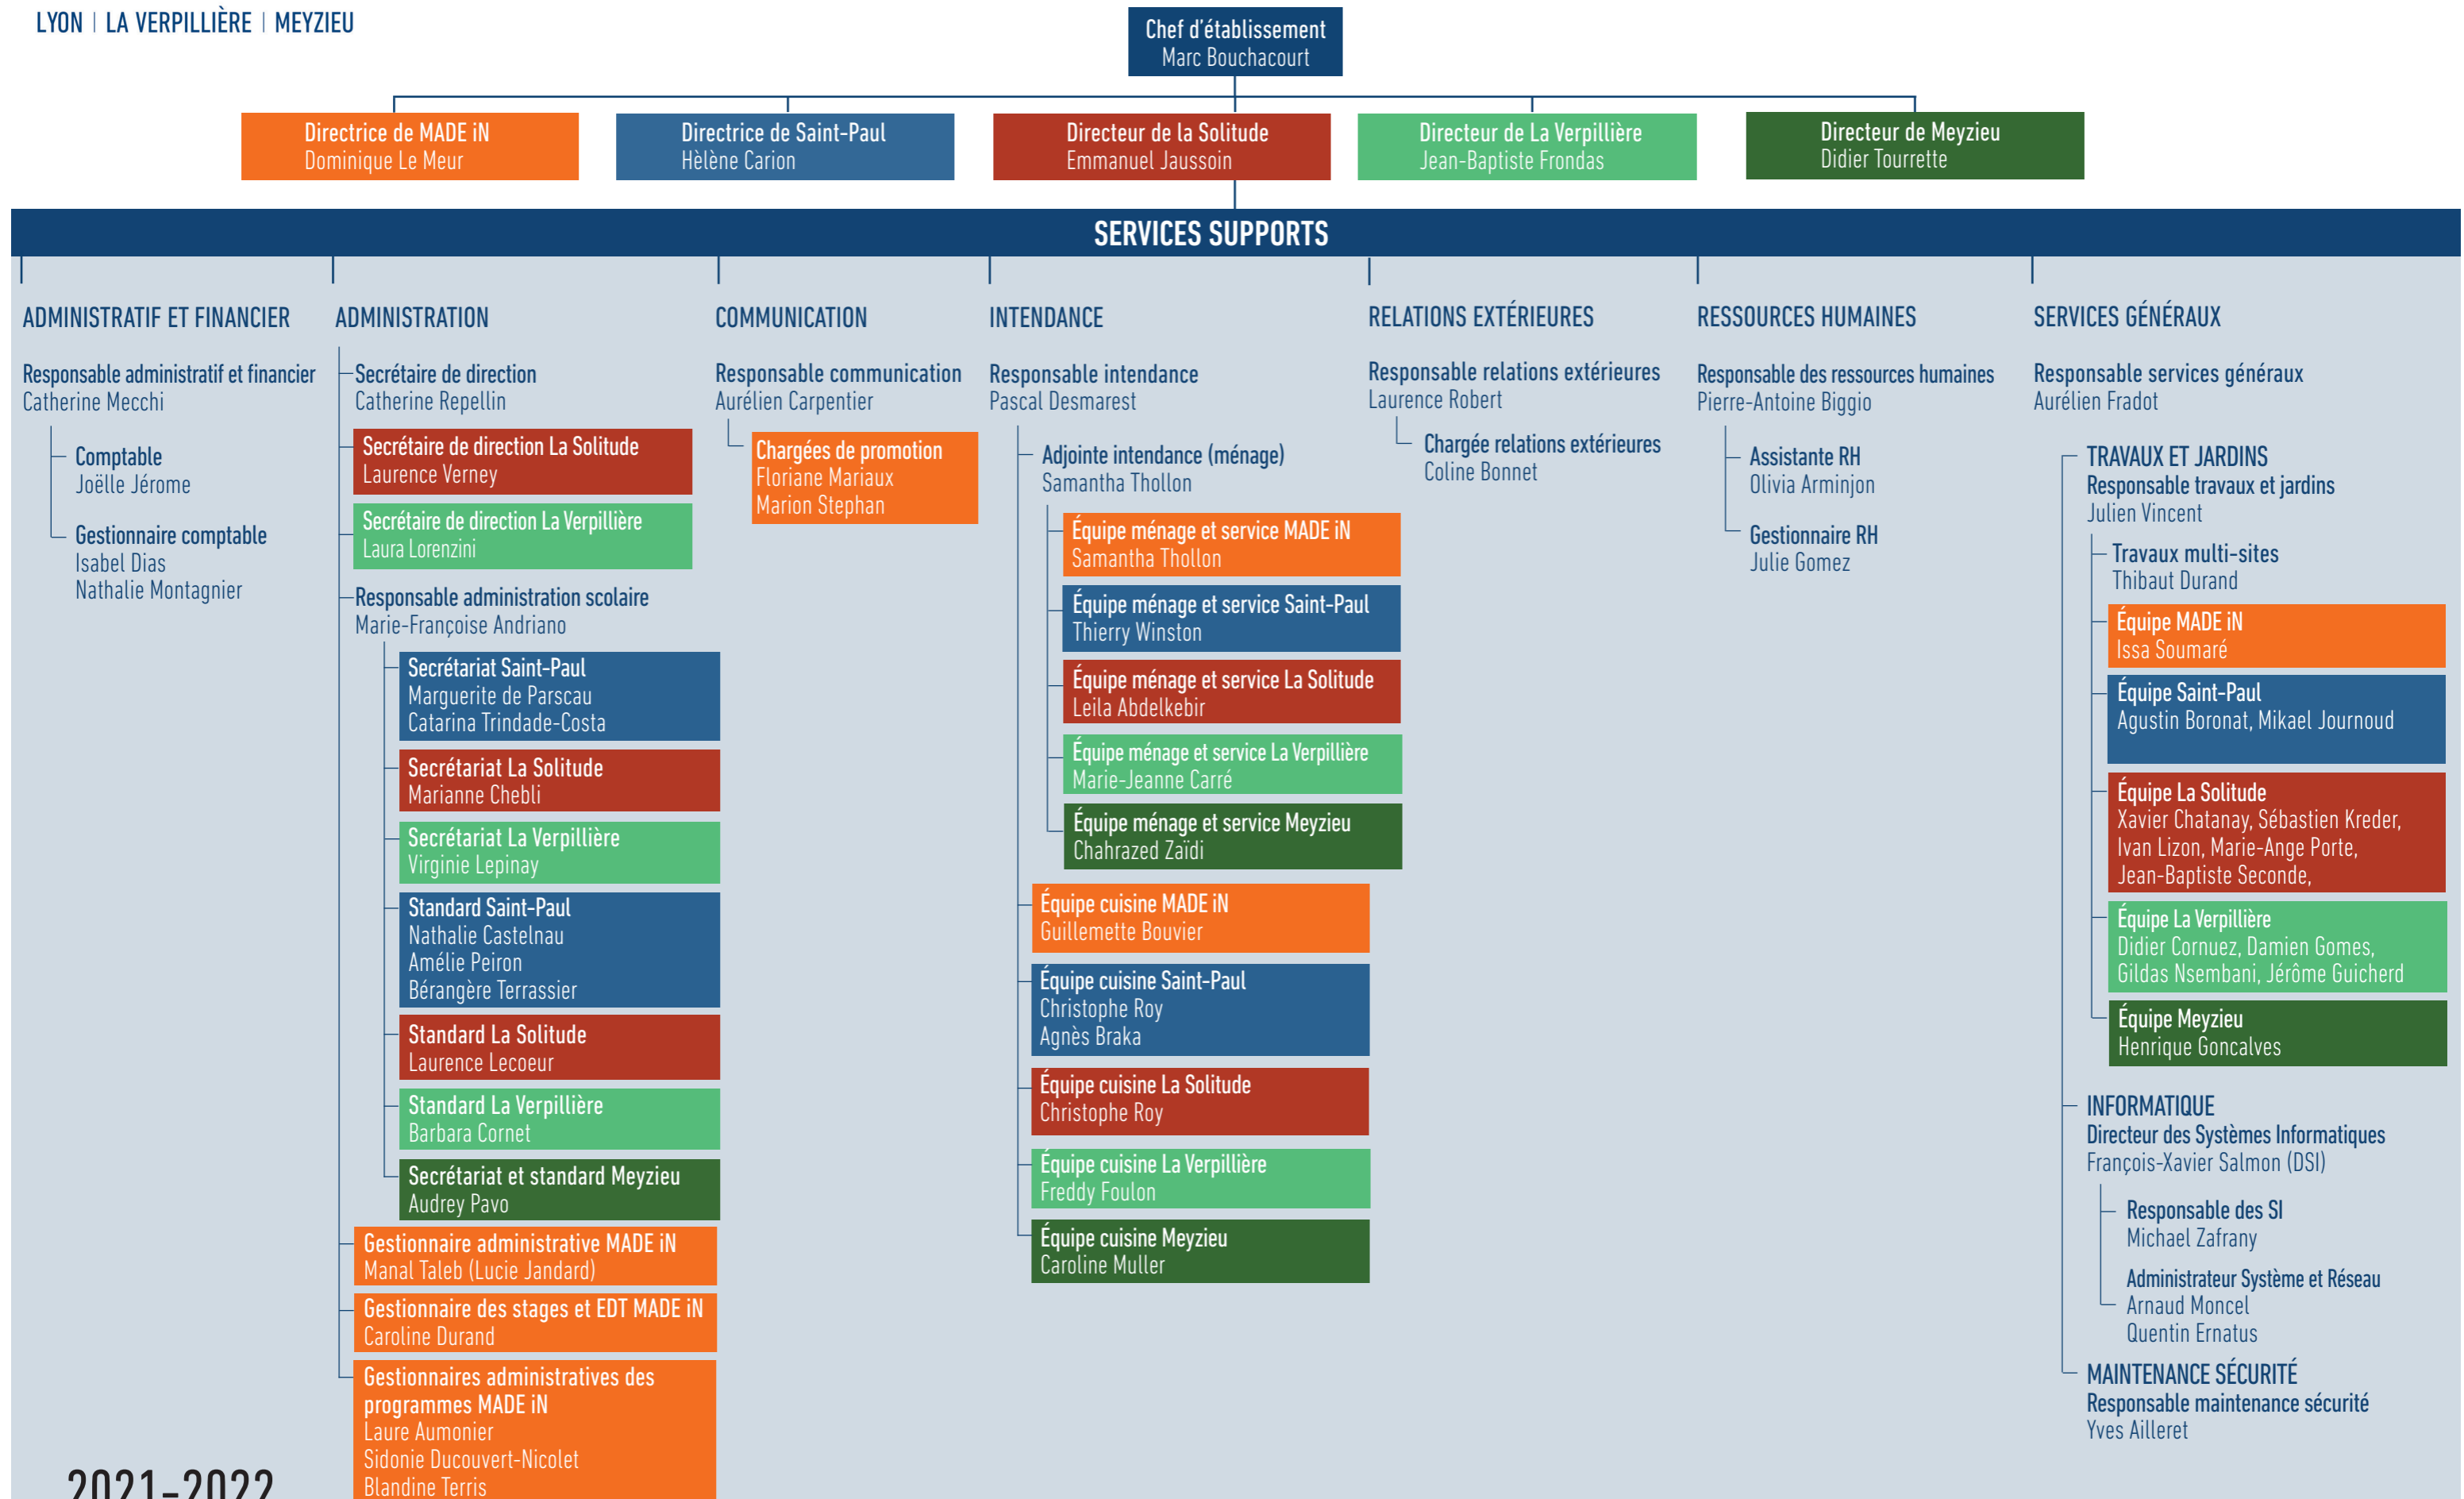 LYON | LA VERPILLIÈRE | MEYZIEU
Chef d'établissement
Marc Bouchacourt
Directrice de MADE iN
Dominique Le Meur
Directrice de Saint-Paul
Hèlène Carion
Directeur de la Solitude
Emmanuel Jaussoin
Directeur de La Verpillière
Jean-Baptiste Frondas
Directeur de Meyzieu
Didier Tourrette
SERVICES SUPPORTS
ADMINISTRATIF ET FINANCIER
Responsable administratif et financier
Catherine Mecchi
Comptable
Joëlle Jérome
Gestionnaire comptable
Isabel Dias
Nathalie Montagnier
ADMINISTRATION
Secrétaire de direction
Catherine Repellin
Secrétaire de direction La Solitude
Laurence Verney
Secrétaire de direction La Verpillière
Laura Lorenzini
Responsable administration scolaire
Marie-Françoise Andriano
Secrétariat Saint-Paul
Marguerite de Parscau
Catarina Trindade-Costa
Secrétariat La Solitude
Marianne Chebli
Secrétariat La Verpillière
Virginie Lepinay
Standard Saint-Paul
Nathalie Castelnau
Amélie Peiron
Bérangère Terrassier
Standard La Solitude
Laurence Lecoeur
Standard La Verpillière
Barbara Cornet
Secrétariat et standard Meyzieu
Audrey Pavo
Gestionnaire administrative MADE iN
Manal Taleb (Lucie Jandard)
Gestionnaire des stages et EDT MADE iN
Caroline Durand
Gestionnaires administratives des
programmes MADE iN
Laure Aumonier
Sidonie Ducouvert-Nicolet
Blandine Terris
COMMUNICATION
Responsable communication
Aurélien Carpentier
Chargées de promotion
Floriane Mariaux
Marion Stephan
INTENDANCE
Responsable intendance
Pascal Desmarest
Adjointe intendance (ménage)
Samantha Thollon
Équipe ménage et service MADE iN
Samantha Thollon
Équipe ménage et service Saint-Paul
Thierry Winston
Équipe ménage et service La Solitude
Leila Abdelkebir
Équipe ménage et service La Verpillière
Marie-Jeanne Carré
Équipe ménage et service Meyzieu
Chahrazed Zaïdi
Équipe cuisine MADE iN
Guillemette Bouvier
Équipe cuisine Saint-Paul
Christophe Roy
Agnès Braka
Équipe cuisine La Solitude
Christophe Roy
Équipe cuisine La Verpillière
Freddy Foulon
Équipe cuisine Meyzieu
Caroline Muller
RELATIONS EXTÉRIEURES
Responsable relations extérieures
Laurence Robert
Chargée relations extérieures
Coline Bonnet
RESSOURCES HUMAINES
Responsable des ressources humaines
Pierre-Antoine Biggio
Assistante RH
Olivia Arminjon
Gestionnaire RH
Julie Gomez
SERVICES GÉNÉRAUX
Responsable services généraux
Aurélien Fradot
TRAVAUX ET JARDINS
Responsable travaux et jardins
Julien Vincent
Travaux multi-sites
Thibaut Durand
Équipe MADE iN
Issa Soumaré
Équipe Saint-Paul
Agustin Boronat, Mikael Journoud
Équipe La Solitude
Xavier Chatanay, Sébastien Kreder,
Ivan Lizon, Marie-Ange Porte,
Jean-Baptiste Seconde,
Équipe La Verpillière
Didier Cornuez, Damien Gomes,
Gildas Nsembani, Jérôme Guicherd
Équipe Meyzieu
Henrique Goncalves
INFORMATIQUE
Directeur des Systèmes Informatiques
François-Xavier Salmon (DSI)
Responsable des SI
Michael Zafrany
Administrateur Système et Réseau
Arnaud Moncel
Quentin Ernatus
MAINTENANCE SÉCURITÉ
Responsable maintenance sécurité
Yves Ailleret
2021-2022